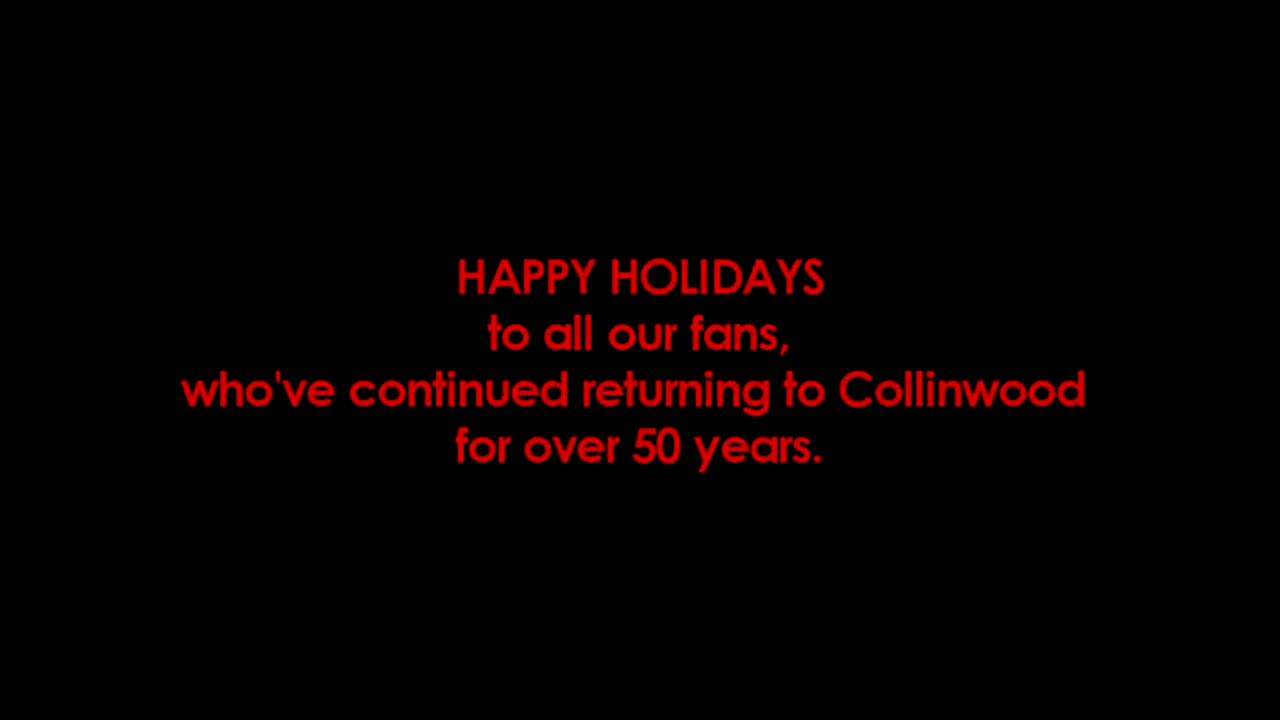 HAPPY HOLIDAYS
to all our fans,
who've continued returning to Collinwood
for over 50 years.